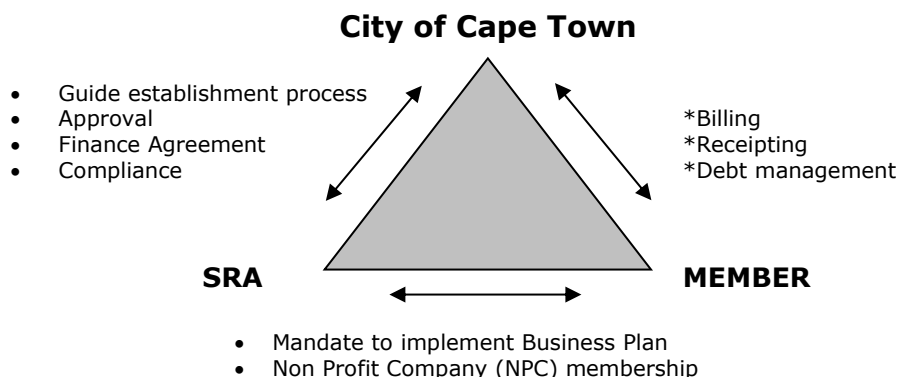 City of Cape Town
• Guide establishment process
• Approval
• Finance Agreement
• Compliance
*Billing
*Receipting
*Debt management
SRA
MEMBER
• Mandate to implement Business Plan
• Non Profit Company (NPC) membership